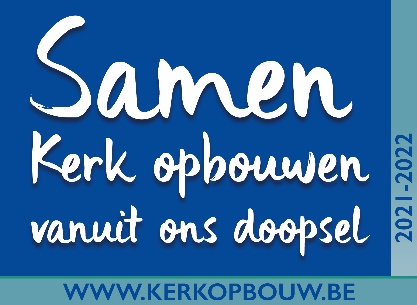 Samen
Kerk opbouwen
vanuit ons doopsel
2021-2022
WWW.KERKOPBOUW.BE